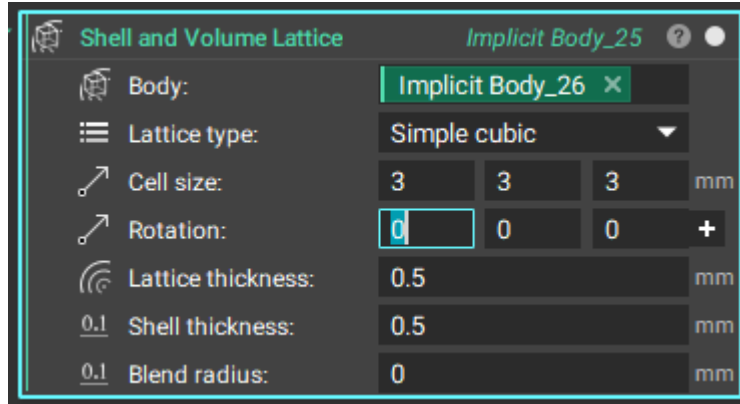 Shell and Volume Lattice Implicit Body_25 ?
Body: Implicit Body_26 ×
Lattice type: Simple cubic
Cell size: 3 3 3 mm
Rotation: 0 0 0 +
Lattice thickness: 0.5 mm
0.1 Shell thickness: 0.5 mm
0.1 Blend radius: 0 mm